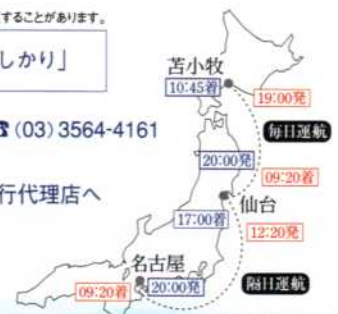 することがあります。
しかり」
☎(03)3564-4161
行代理店へ
苫小牧
10:45着
19:00発
毎日運航
20:00発
09:20着
仙台
17:00着
12:20発
名古屋
09:20着
20:00発
隔日運航